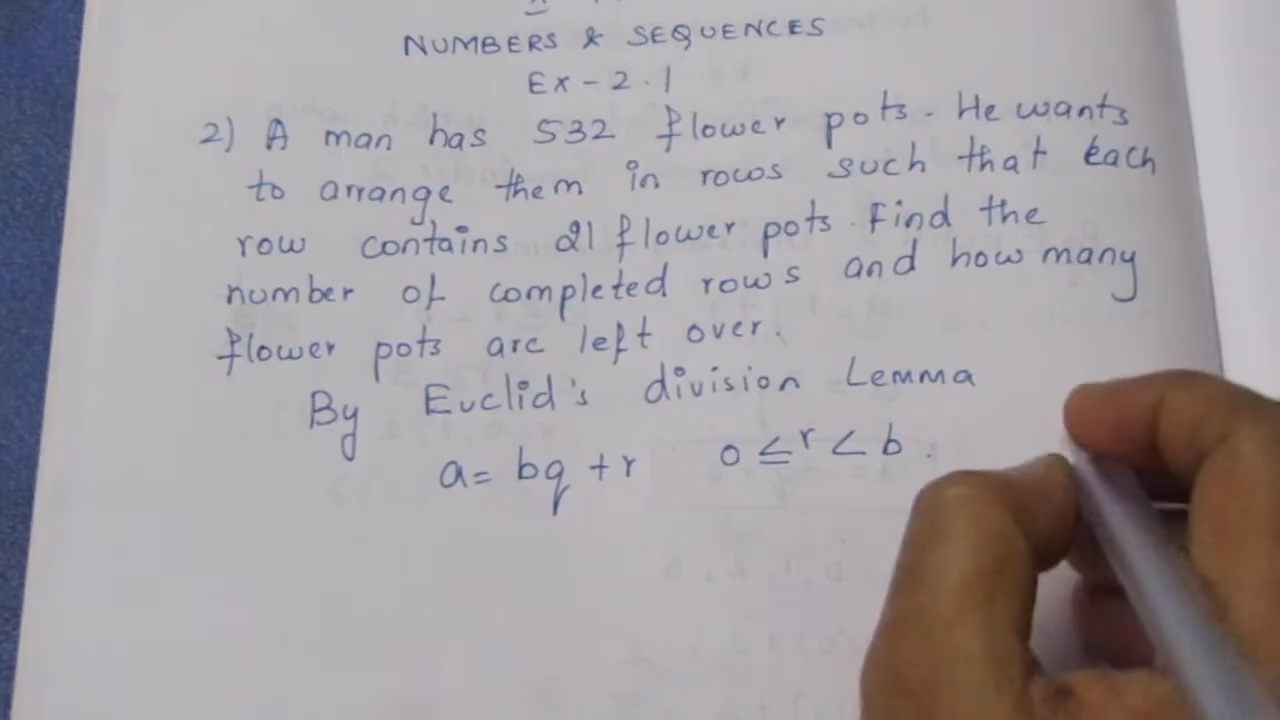 NUMBERS & SEQUENCES
Ex - 2.1
2) A man has 532 flower pots. He wants
to arrange them in rows such that each
row contains 21 flower pots. Find the
number of completed rows and how many
flower pots are left over.
By Euclid's division Lemma
a = bq + r 0 ≤ r < b.